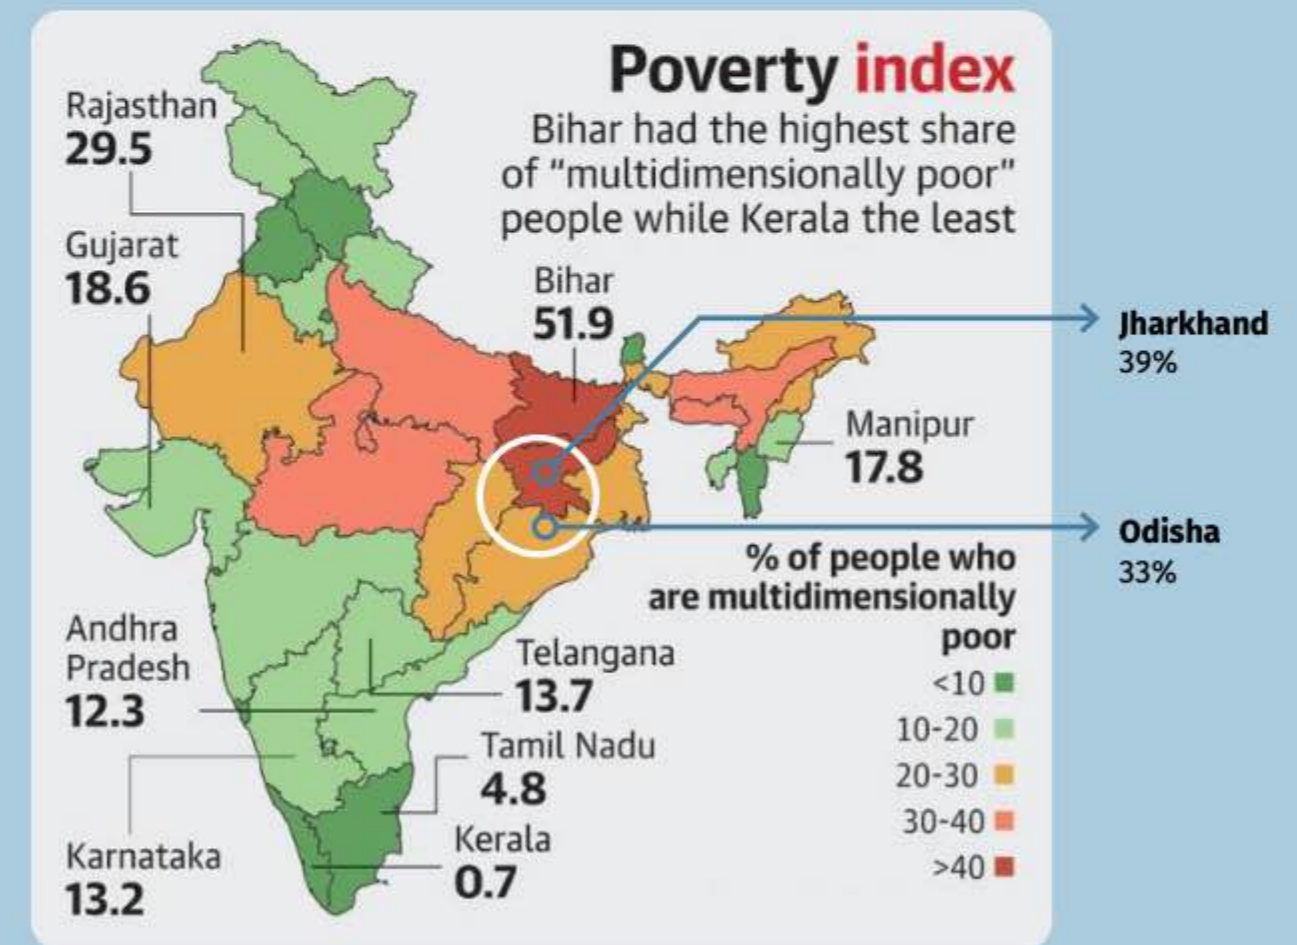 Poverty index
Bihar had the highest share
of "multidimensionally poor"
people while Kerala the least
Rajasthan
29.5
Gujarat
18.6
Bihar
51.9
Jharkhand
39%
Manipur
17.8
Odisha
33%
% of people who
are multidimensionally
poor
<10
10-20
20-30
30-40
>40
Andhra
Pradesh
12.3
Telangana
13.7
Tamil Nadu
4.8
Karnataka
13.2
Kerala
0.7